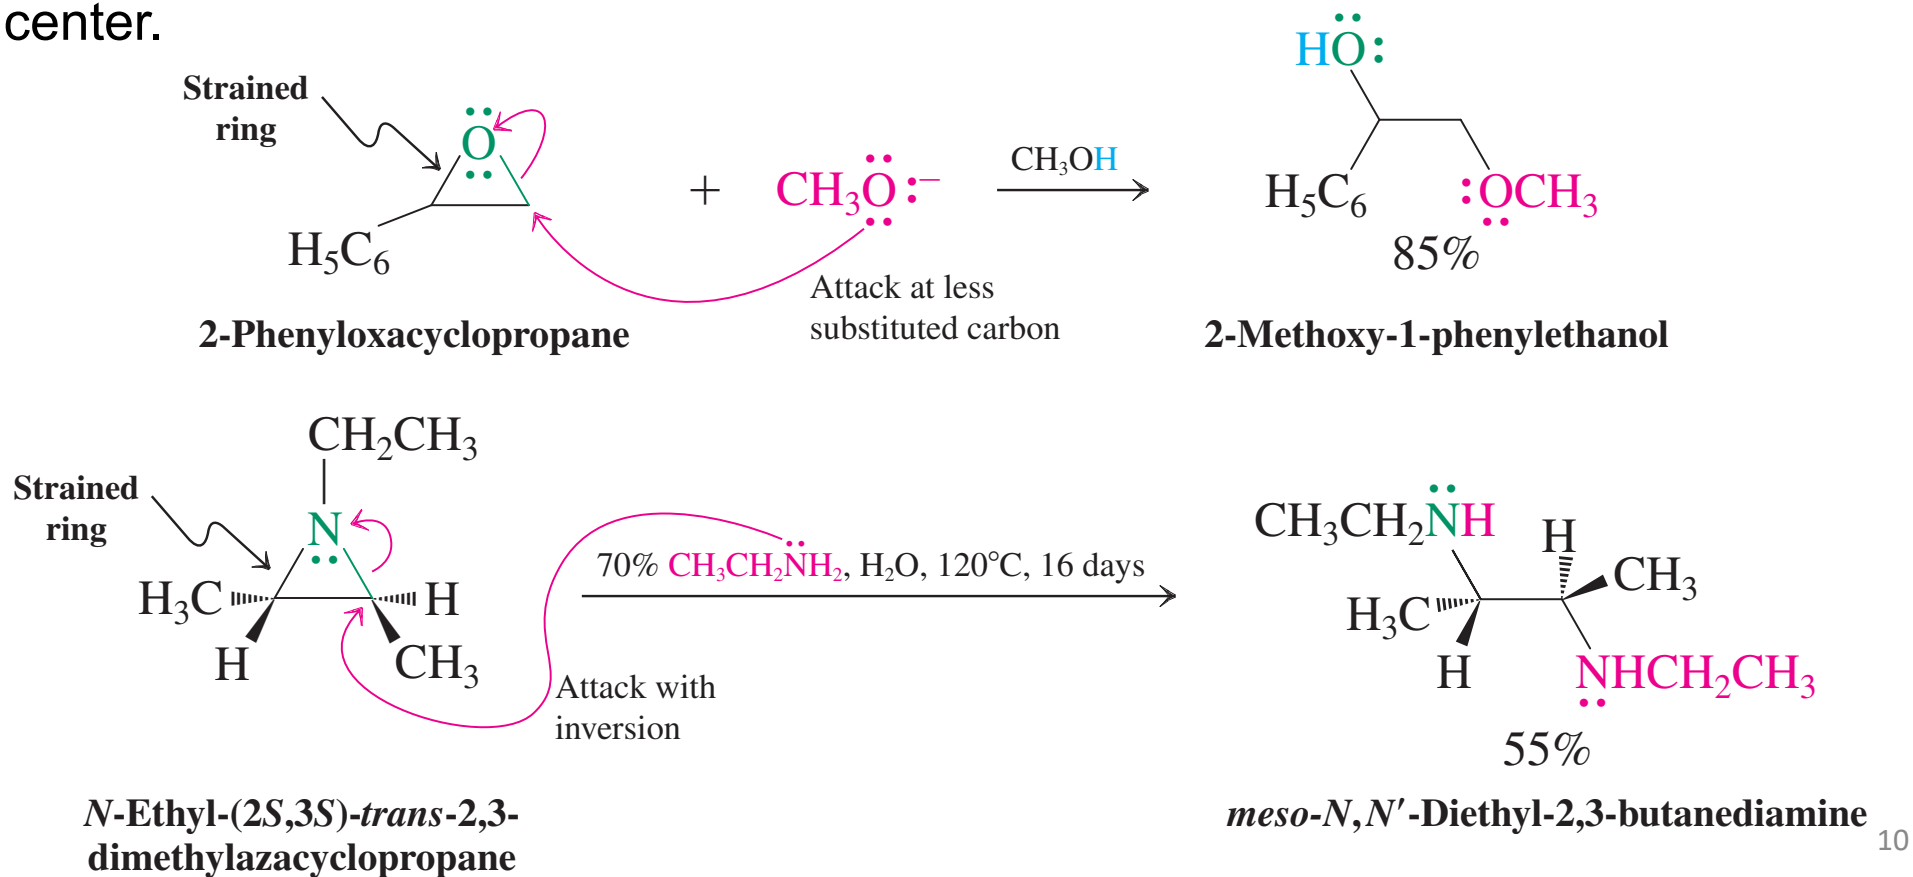 center.
Strained
ring
O
H₅C₆
+
CH₃O:⁻
CH₃OH
HO:
H₅C₆
:OCH₃
85%
Attack at less
substituted carbon
2-Phenyloxacyclopropane
2-Methoxy-1-phenylethanol
CH₂CH₃
Strained
ring
N
H₃C
H
H
CH₃
70% CH₃CH₂NH₂, H₂O, 120°C, 16 days
Attack with
inversion
CH₃CH₂NH
H
CH₃
H₃C
H
NHCH₂CH₃
55%
N-Ethyl-(2S,3S)-trans-2,3-
dimethylazacyclopropane
meso-N,N′-Diethyl-2,3-butanediamine
10